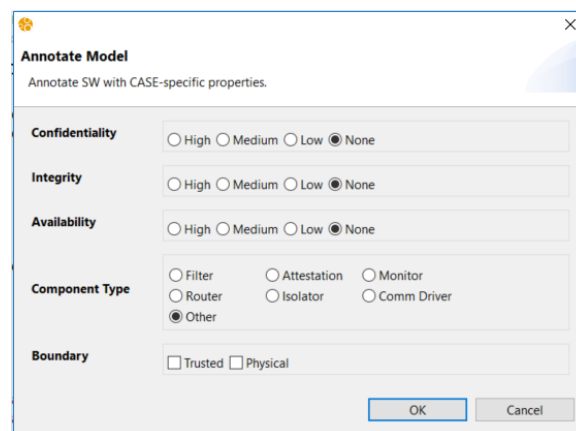 Annotate Model
Annotate SW with CASE-specific properties.
Confidentiality High Medium Low None
Integrity High Medium Low None
Availability High Medium Low None
Component Type
Filter Attestation Monitor
Router Isolator Comm Driver
Other
Boundary Trusted Physical
OK Cancel